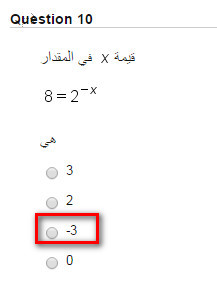 Question 10
قيمة x في المقدار
8 = 2^{-x}
هي
3
2
-3
0